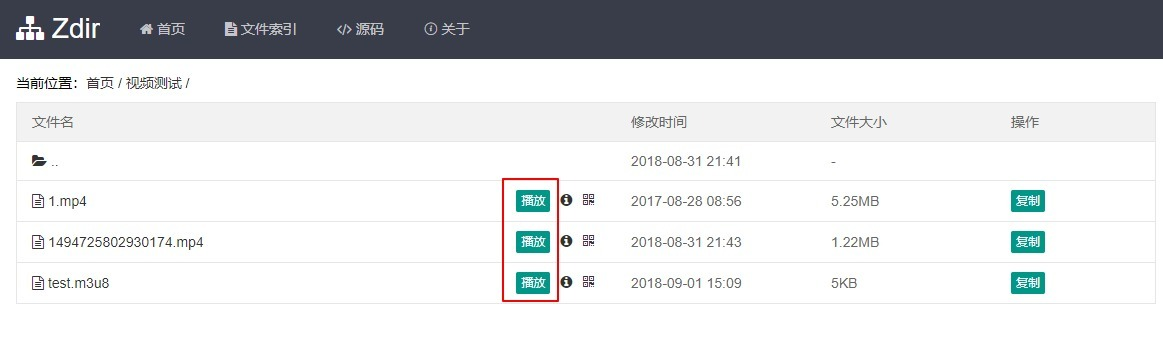 Zdir 首页 文件索引 源码 关于
当前位置：首页 / 视频测试 /
文件名 修改时间 文件大小 操作
.. 2018-08-31 21:41 -
1.mp4 播放 2017-08-28 08:56 5.25MB 复制
1494725802930174.mp4 播放 2018-08-31 21:43 1.22MB 复制
test.m3u8 播放 2018-09-01 15:09 5KB 复制